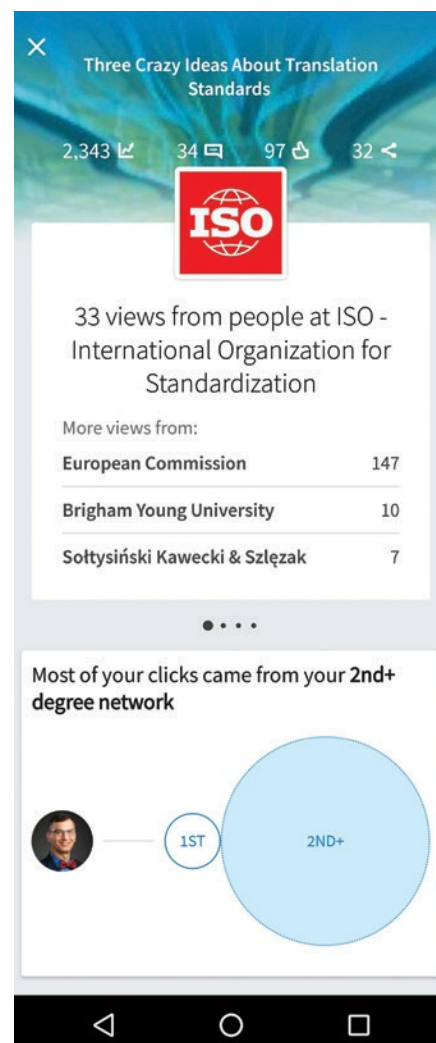 Three Crazy Ideas About Translation
Standards
2,343 34 97 32
ISO
33 views from people at ISO -
International Organization for
Standardization
More views from:
European Commission 147
Brigham Young University 10
Sołtysiński Kawecki & Szlęzak 7
Most of your clicks came from your 2nd+
degree network
1ST 2ND+